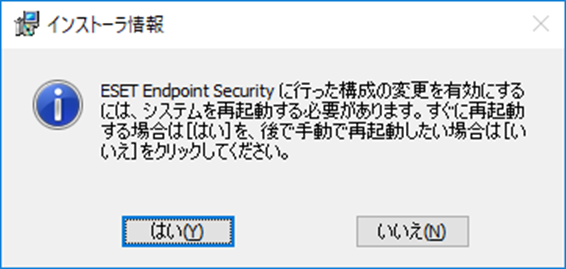 インストーラ情報
ESET Endpoint Security に行った構成の変更を有効にする
には、システムを再起動する必要があります。すぐに再起動
する場合は[はい]を、後で手動で再起動したい場合は[い
いえ]をクリックしてください。
はい(Y)
いいえ(N)